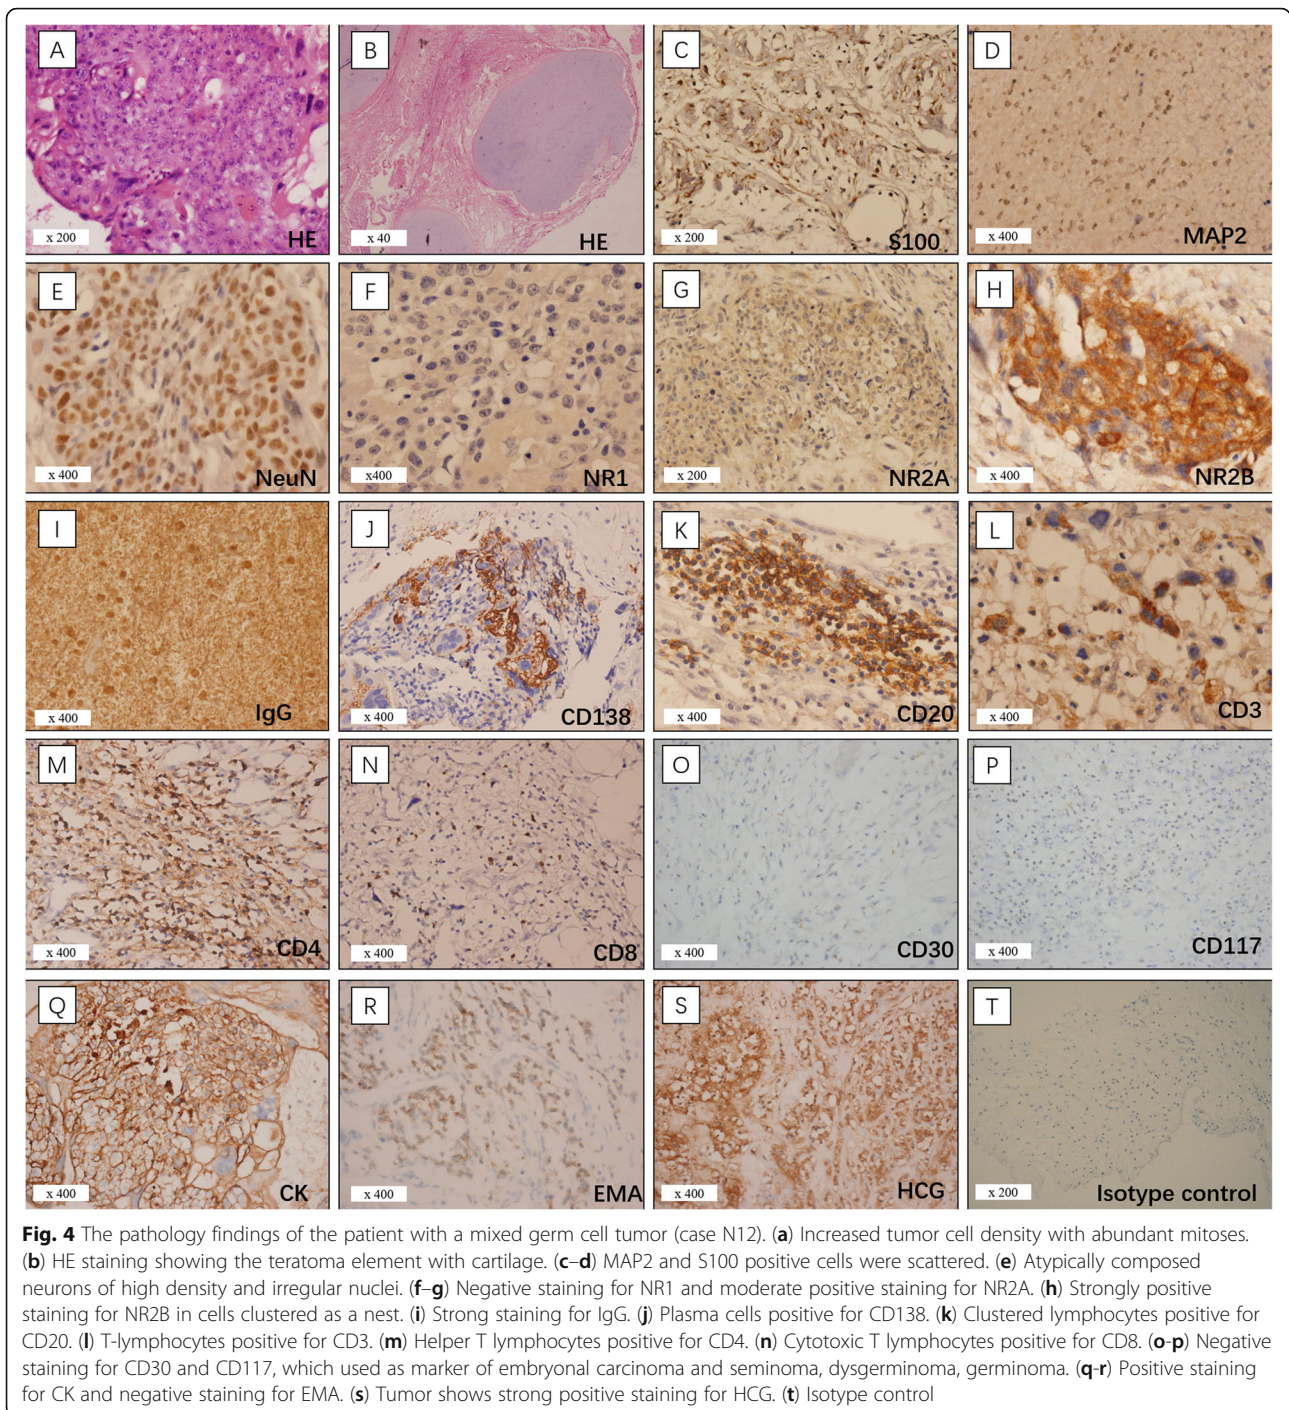 A
x 200
HE
B
x 40
HE
C
x 200
S100
D
x 400
MAP2
E
x 400
NeuN
F
x400
NR1
G
x 200
NR2A
H
x 400
NR2B
I
x 400
IgG
J
x 400
CD138
K
x 400
CD20
L
x 400
CD3
M
x 400
CD4
N
x 400
CD8
O
x 400
CD30
P
x 400
CD117
Q
x 400
CK
R
x 400
EMA
S
x 400
HCG
T
x 200
Isotype control
Fig. 4 The pathology findings of the patient with a mixed germ cell tumor (case N12). (a) Increased tumor cell density with abundant mitoses.
(b) HE staining showing the teratoma element with cartilage. (c–d) MAP2 and S100 positive cells were scattered. (e) Atypically composed
neurons of high density and irregular nuclei. (f–g) Negative staining for NR1 and moderate positive staining for NR2A. (h) Strongly positive
staining for NR2B in cells clustered as a nest. (i) Strong staining for IgG. (j) Plasma cells positive for CD138. (k) Clustered lymphocytes positive for
CD20. (l) T-lymphocytes positive for CD3. (m) Helper T lymphocytes positive for CD4. (n) Cytotoxic T lymphocytes positive for CD8. (o-p) Negative
staining for CD30 and CD117, which used as marker of embryonal carcinoma and seminoma, dysgerminoma, germinoma. (q-r) Positive staining
for CK and negative staining for EMA. (s) Tumor shows strong positive staining for HCG. (t) Isotype control